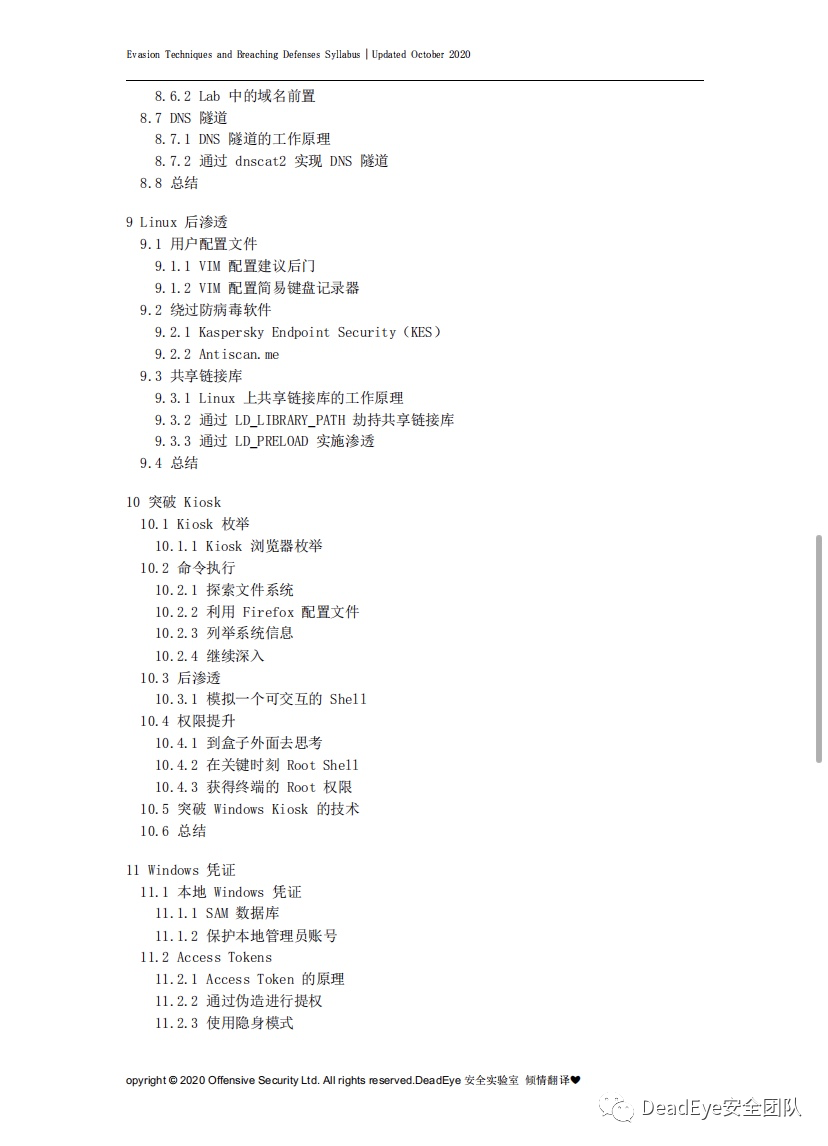 Evasion Techniques and Breaching Defenses Syllabus | Updated October 2020
8.6.2 Lab 中的域名前置
8.7 DNS 隧道
8.7.1 DNS 隧道的工作原理
8.7.2 通过 dnscat2 实现 DNS 隧道
8.8 总结
9 Linux 后渗透
9.1 用户配置文件
9.1.1 VIM 配置建议后门
9.1.2 VIM 配置简易键盘记录器
9.2 绕过防病毒软件
9.2.1 Kaspersky Endpoint Security（KES）
9.2.2 Antiscan.me
9.3 共享链接库
9.3.1 Linux 上共享链接库的工作原理
9.3.2 通过 LD_LIBRARY_PATH 劫持共享链接库
9.3.3 通过 LD_PRELOAD 实施渗透
9.4 总结
10 突破 Kiosk
10.1 Kiosk 枚举
10.1.1 Kiosk 浏览器枚举
10.2 命令执行
10.2.1 探索文件系统
10.2.2 利用 Firefox 配置文件
10.2.3 列举系统信息
10.2.4 继续深入
10.3 后渗透
10.3.1 模拟一个可交互的 Shell
10.4 权限提升
10.4.1 到盒子外面去思考
10.4.2 在关键时刻 Root Shell
10.4.3 获得终端的 Root 权限
10.5 突破 Windows Kiosk 的技术
10.6 总结
11 Windows 凭证
11.1 本地 Windows 凭证
11.1.1 SAM 数据库
11.1.2 保护本地管理员账号
11.2 Access Tokens
11.2.1 Access Token 的原理
11.2.2 通过伪造进行提权
11.2.3 使用隐身模式
opyright © 2020 Offensive Security Ltd. All rights reserved.DeadEye 安全实验室 倾情翻译♥
DeadEye安全团队